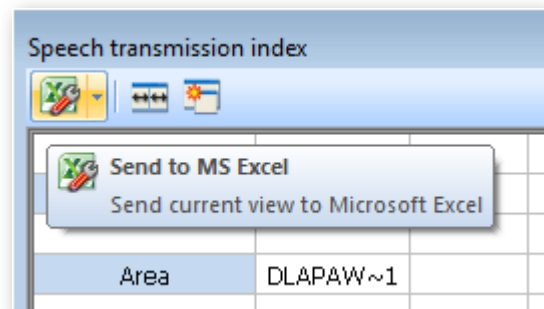 Speech transmission index
Send to MS Excel
Send current view to Microsoft Excel
Area DLAPAW~1